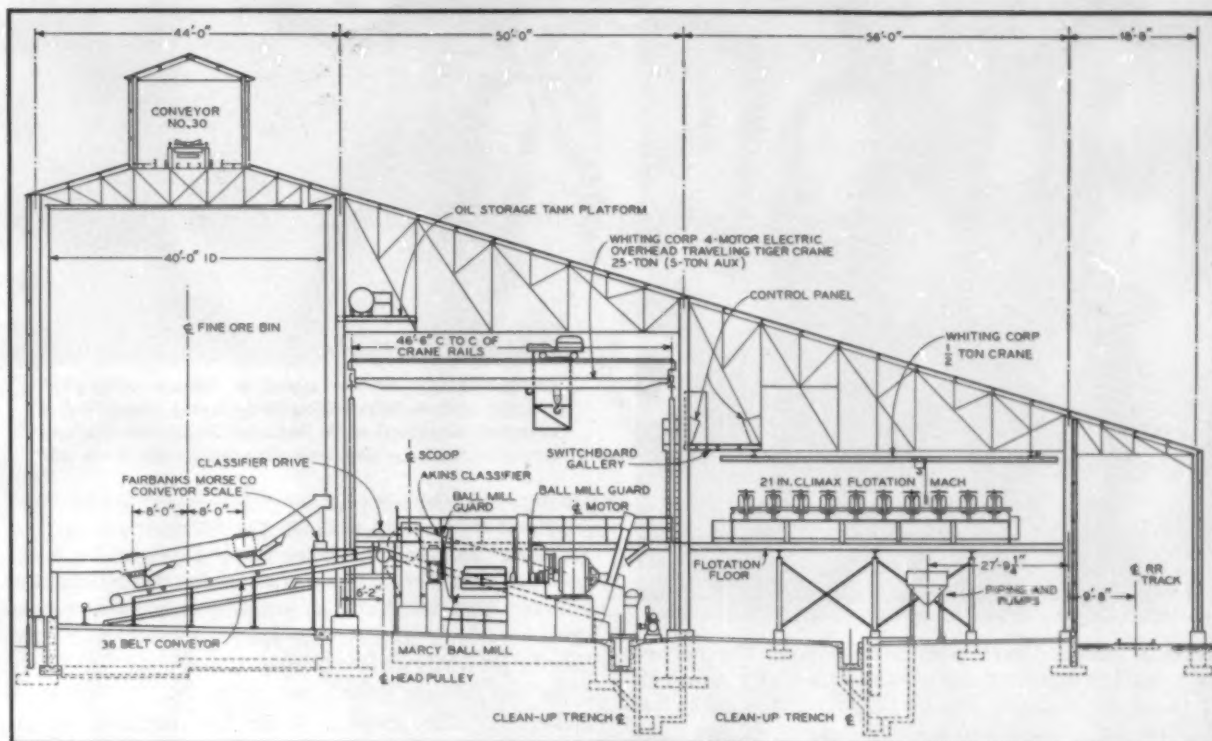 44'-0"
50'-0"
56'-0"
18'-8"
CONVEYOR
NO. 30
OIL STORAGE TANK PLATFORM
WHITING CORP 4-MOTOR ELECTRIC
OVERHEAD TRAVELING TIGER CRANE
25-TON (5-TON AUX)
40'-0" ID
CONTROL PANEL
℄ FINE ORE BIN
46'-6" C TO C OF
CRANE RAILS
WHITING CORP
TON CRANE
CLASSIFIER DRIVE
℄ SCOOP
SWITCHBOARD
GALLERY
FAIRBANKS MORSE CO
CONVEYOR SCALE
AKINS CLASSIFIER
BALL MILL
GUARD
BALL MILL GUARD
℄ MOTOR
21 IN. CLIMAX FLOTATION MACH
8'-0"
8'-0"
FLOTATION
FLOOR
27'-9¼"
℄ RR
TRACK
6'-2"
PIPING AND
PUMPS
9'-8"
36 BELT CONVEYOR
MARCY BALL MILL
℄ HEAD PULLEY
CLEAN-UP TRENCH ℄
CLEAN-UP TRENCH ℄